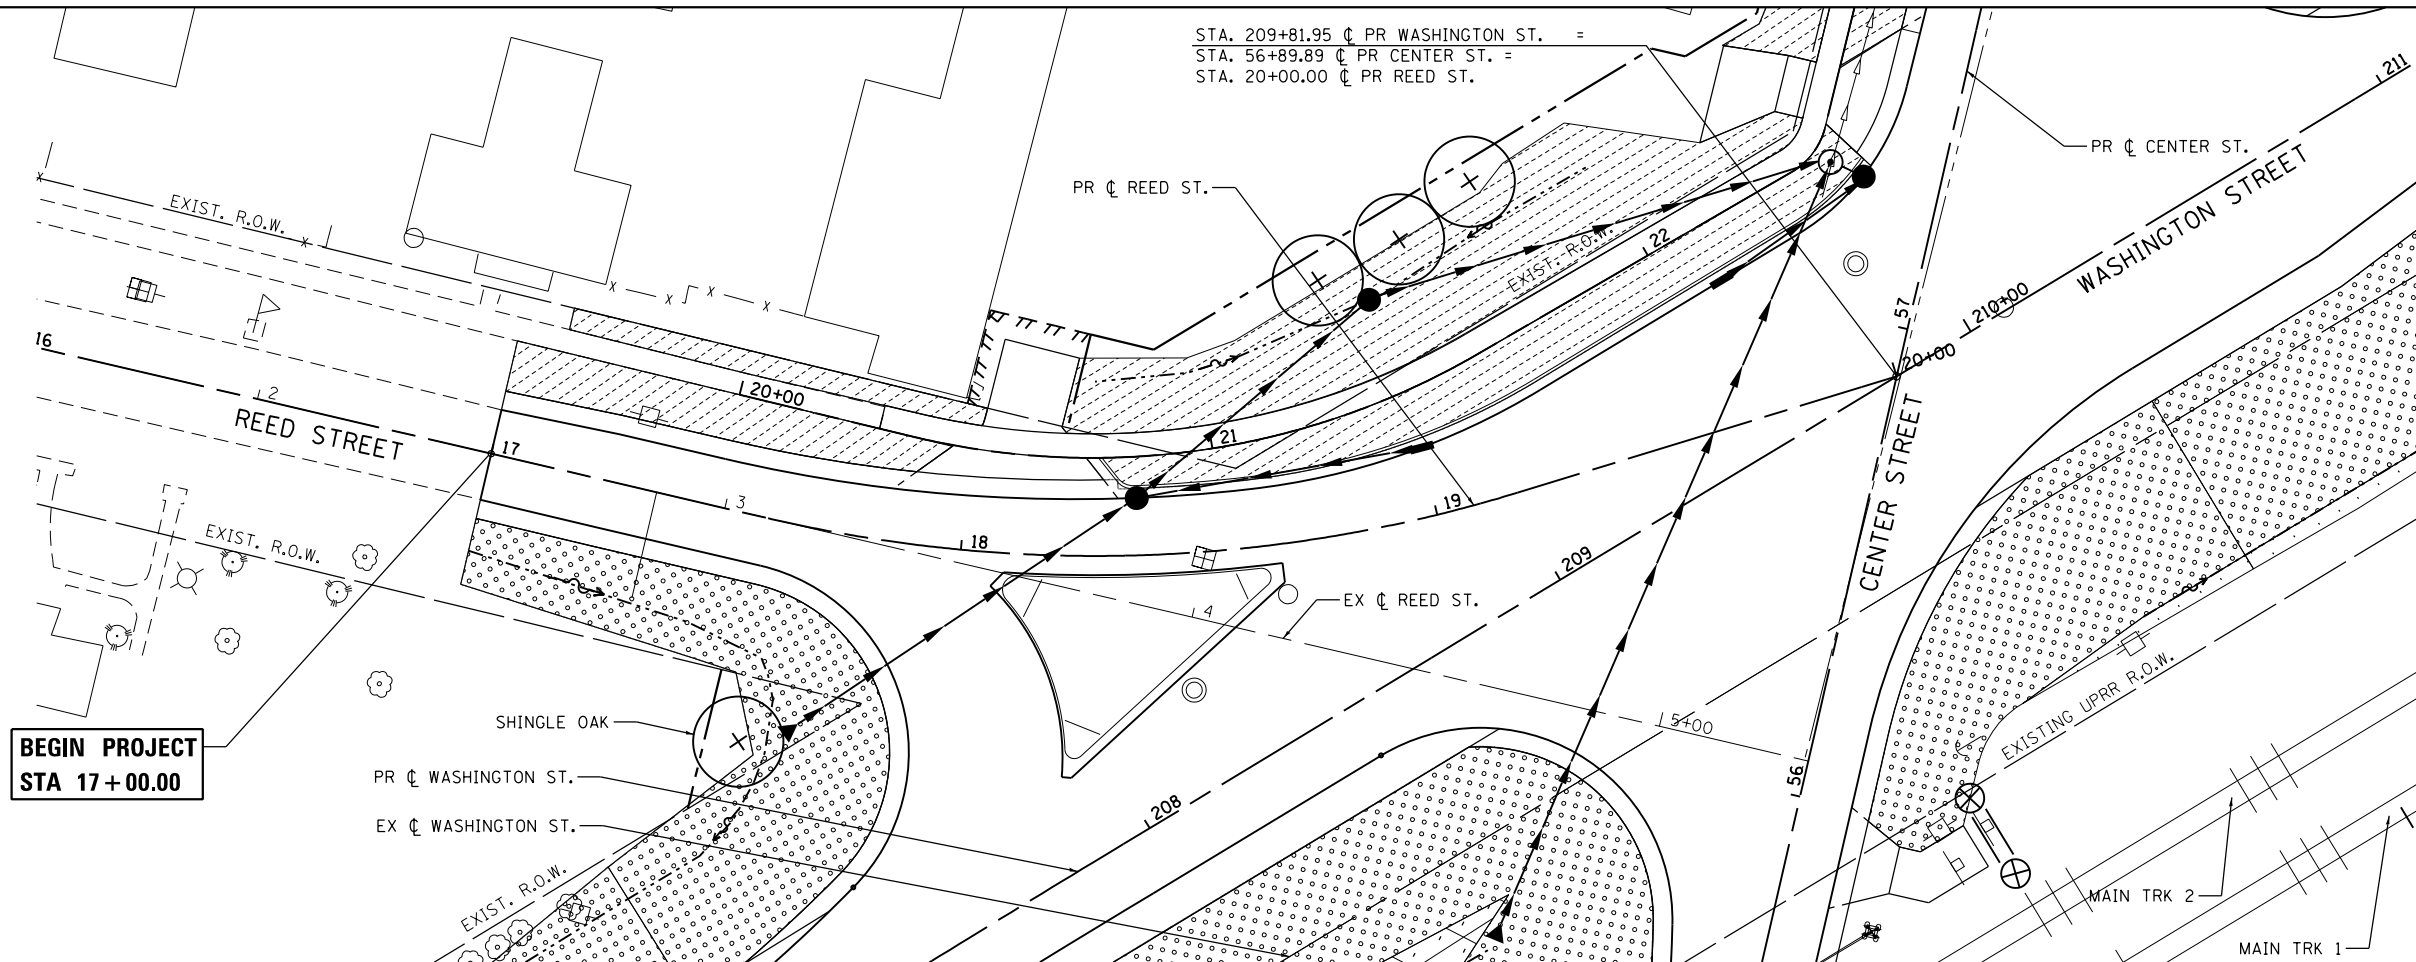 STA. 209+81.95 ℄ PR WASHINGTON ST. =
STA. 56+89.89 ℄ PR CENTER ST. =
STA. 20+00.00 ℄ PR REED ST.
211
PR ℄ CENTER ST.
WASHINGTON STREET
PR ℄ REED ST.
EXIST. R.O.W.
EXIST. R.O.W.
22
57
210+00
20+00
16
2
REED STREET
17
20+00
21
3
18
19
209
CENTER STREET
EXIST. R.O.W.
4
EX ℄ REED ST.
5+00
56
EXISTING UPRR R.O.W.
SHINGLE OAK
BEGIN PROJECT
STA 17+00.00
PR ℄ WASHINGTON ST.
EX ℄ WASHINGTON ST.
208
EXIST. R.O.W.
MAIN TRK 2
MAIN TRK 1